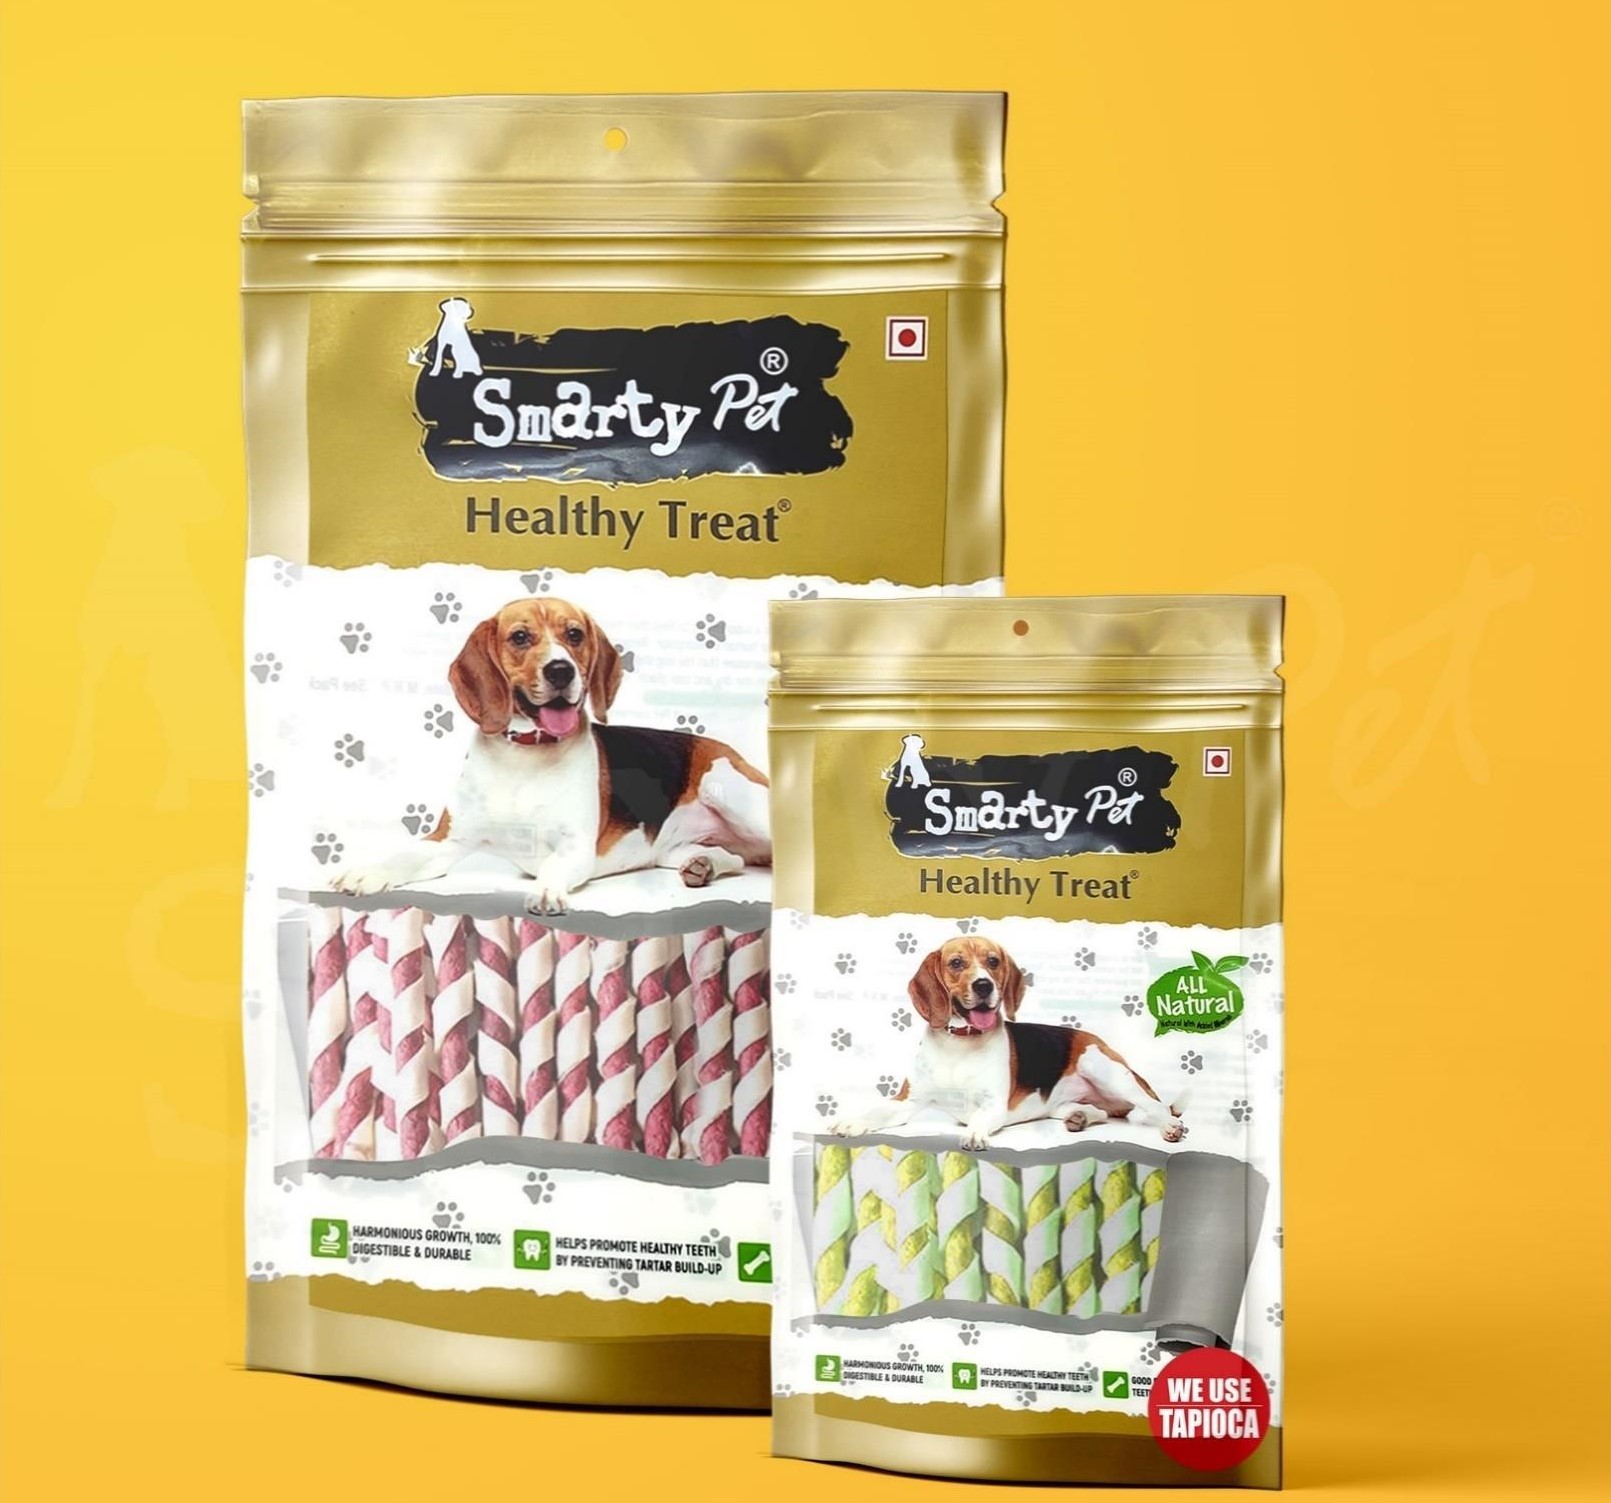 Smarty Pet®
Healthy Treat®
HARMONIOUS GROWTH, 100%
DIGESTIBLE & DURABLE
HELPS PROMOTE HEALTHY TEETH
BY PREVENTING TARTAR BUILD-UP
Smarty Pet®
Healthy Treat®
ALL
Natural
HARMONIOUS GROWTH, 100%
DIGESTIBLE & DURABLE
HELPS PROMOTE HEALTHY TEETH
BY PREVENTING TARTAR BUILD-UP
GOOD
WE USE
TAPIOCA